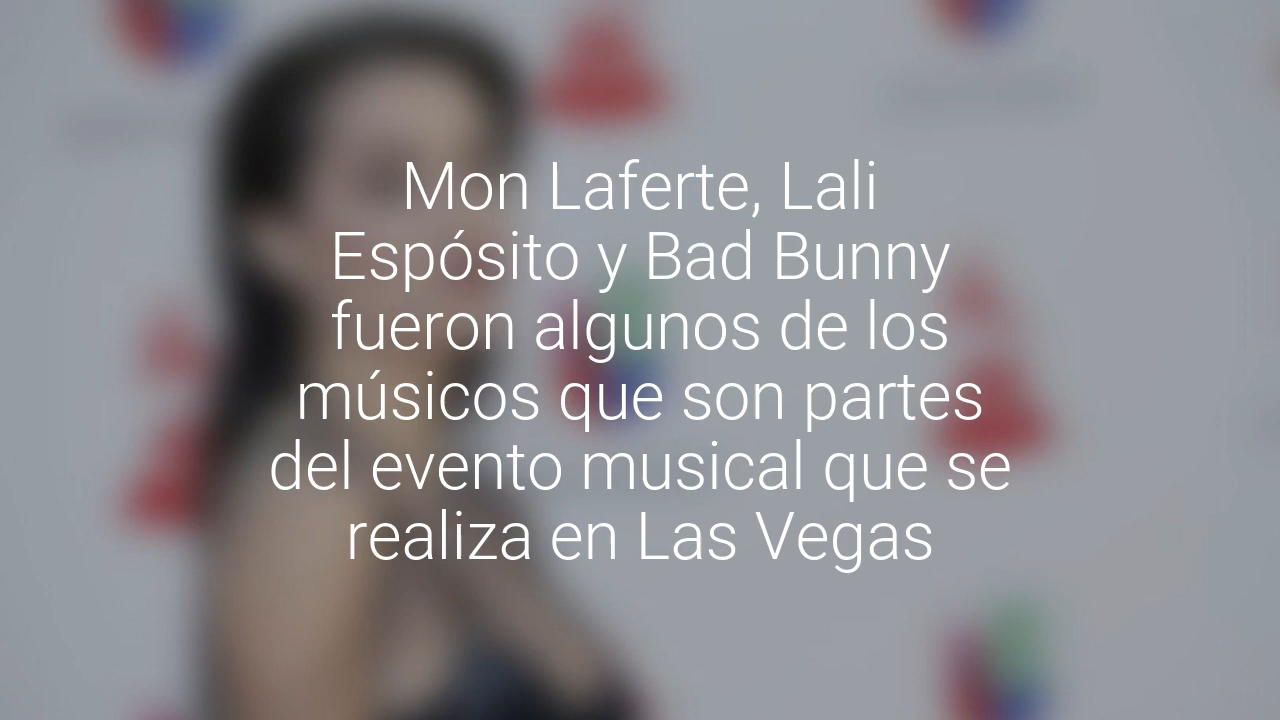 Mon Laferte, Lali
Espósito y Bad Bunny
fueron algunos de los
músicos que son partes
del evento musical que se
realiza en Las Vegas